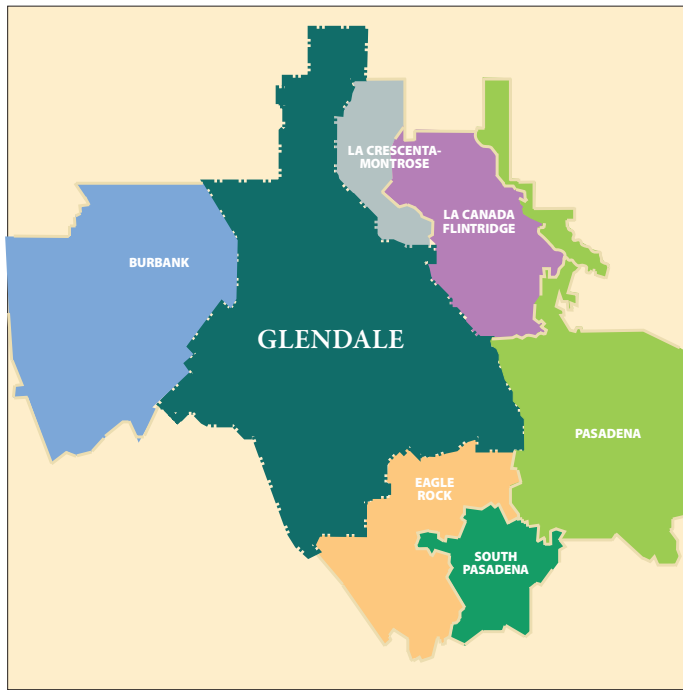 LA CRESCENTA-
MONTROSE
LA CANADA
FLINTRIDGE
BURBANK
GLENDALE
PASADENA
EAGLE
ROCK
SOUTH
PASADENA